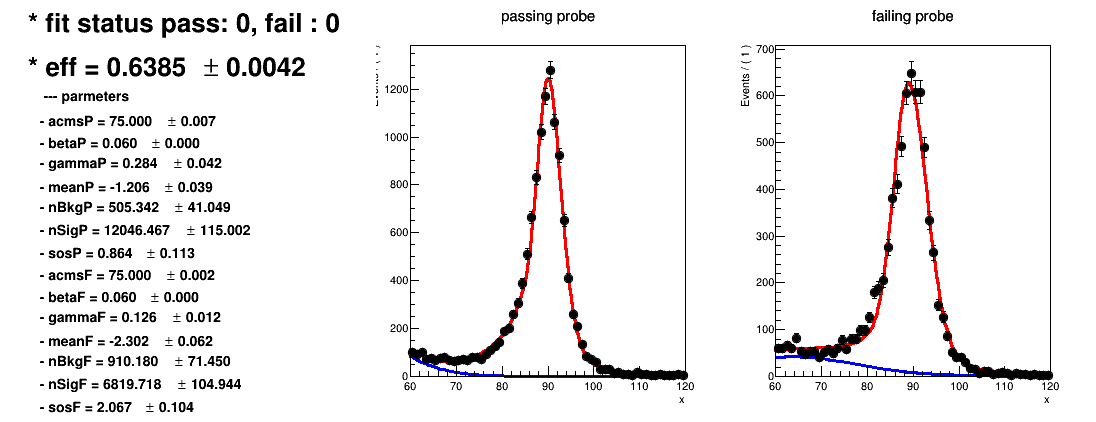 * fit status pass: 0, fail : 0
* eff = 0.6385 ± 0.0042
--- parmeters
- acmsP = 75.000 ± 0.007
- betaP = 0.060 ± 0.000
- gammaP = 0.284 ± 0.042
- meanP = -1.206 ± 0.039
- nBkgP = 505.342 ± 41.049
- nSigP = 12046.467 ± 115.002
- sosP = 0.864 ± 0.113
- acmsF = 75.000 ± 0.002
- betaF = 0.060 ± 0.000
- gammaF = 0.126 ± 0.012
- meanF = -2.302 ± 0.062
- nBkgF = 910.180 ± 71.450
- nSigF = 6819.718 ± 104.944
- sosF = 2.067 ± 0.104
passing probe
1200
1000
800
600
400
200
0
60 70 80 90 100 110 120
x
failing probe
Events / ( 1 )
700
600
500
400
300
200
100
0
60 70 80 90 100 110 120
x